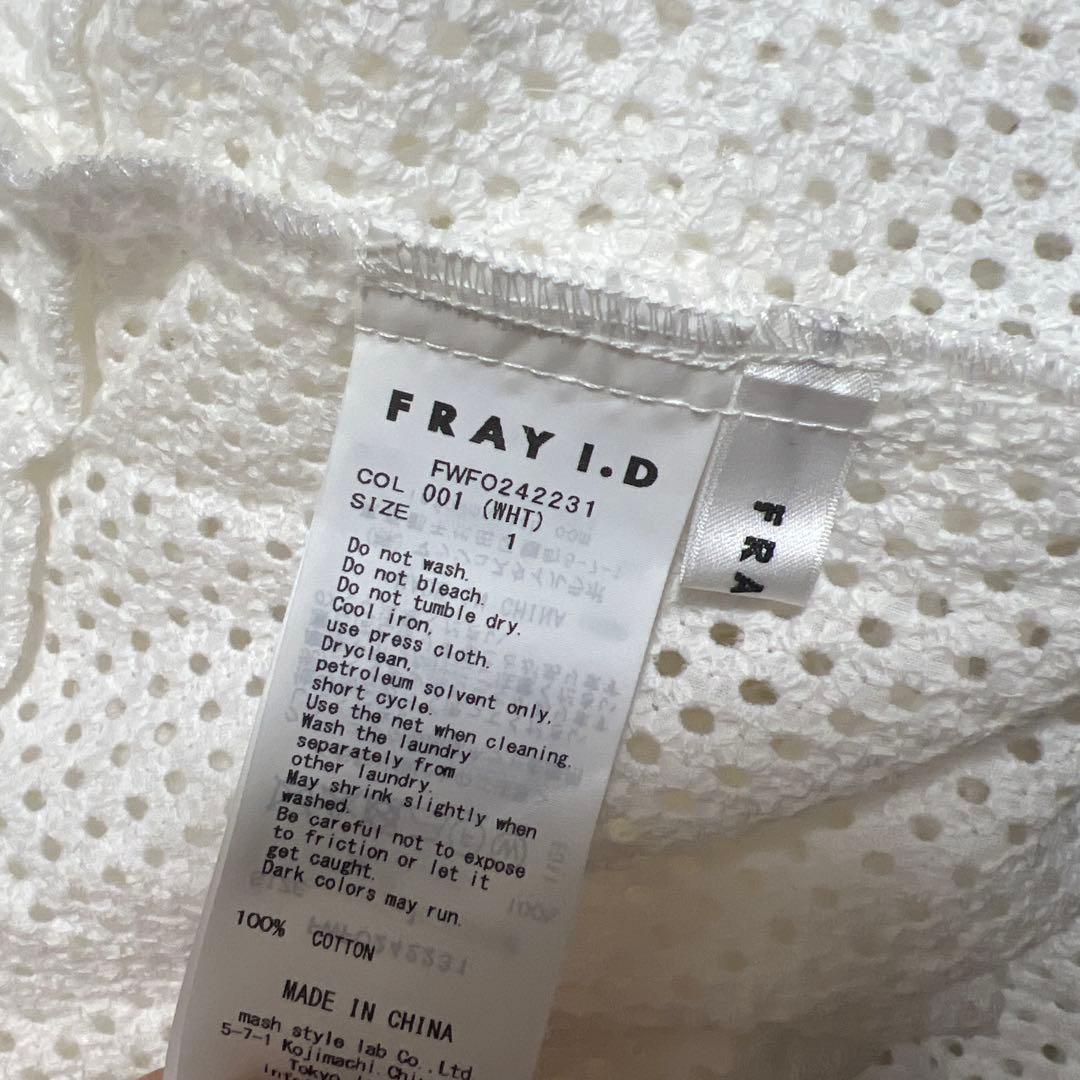 FRAY I.D
FWFO242231
COL 001 (WHT)
SIZE 1
Do not wash.
Do not bleach.
Do not tumble dry.
Cool iron,
use press cloth.
Dryclean,
petroleum solvent only,
short cycle.
Use the net when cleaning.
Wash the laundry
separately from
other laundry.
May shrink slightly when
washed.
Be careful not to expose
to friction or let it
get caught.
Dark colors may run.
100% COTTON
MADE IN CHINA
mash style lab Co.,Ltd
5-7-1 Kojimachi.
Tokyo
FRA